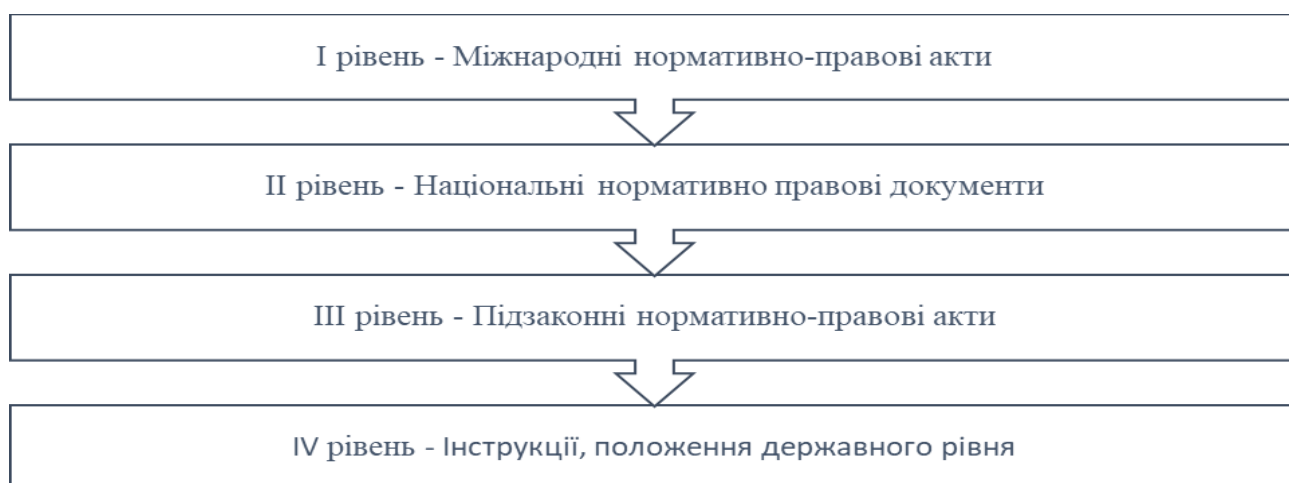 І рівень - Міжнародні нормативно-правові акти
ІІ рівень - Національні нормативно правові документи
ІІІ рівень - Підзаконні нормативно-правові акти
IV рівень - Інструкції, положення державного рівня